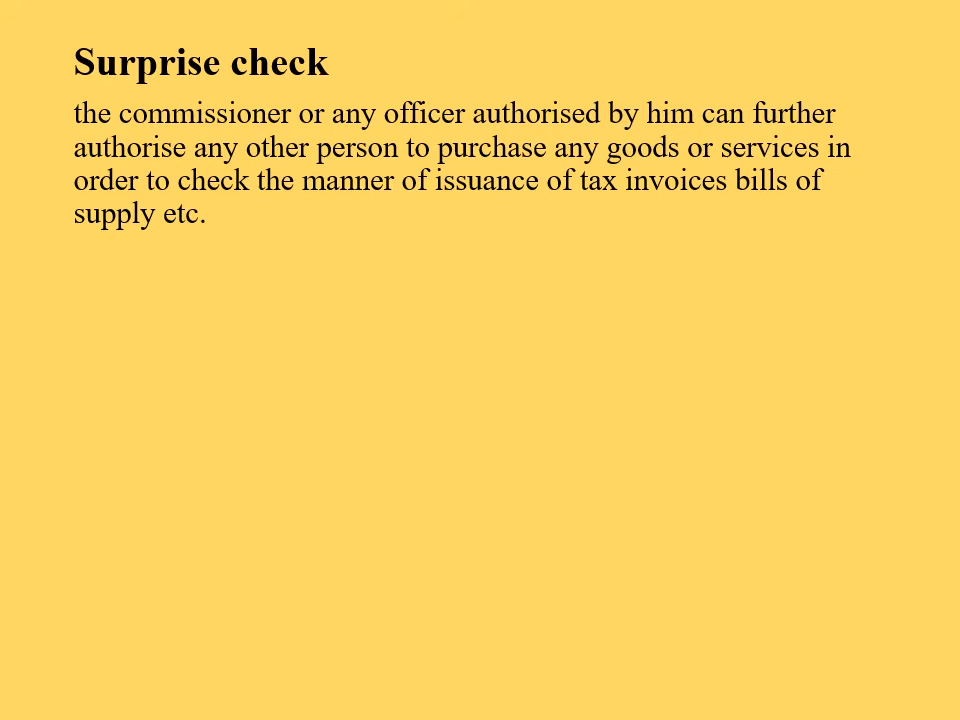 Surprise check
the commissioner or any officer authorised by him can further
authorise any other person to purchase any goods or services in
order to check the manner of issuance of tax invoices bills of
supply etc.